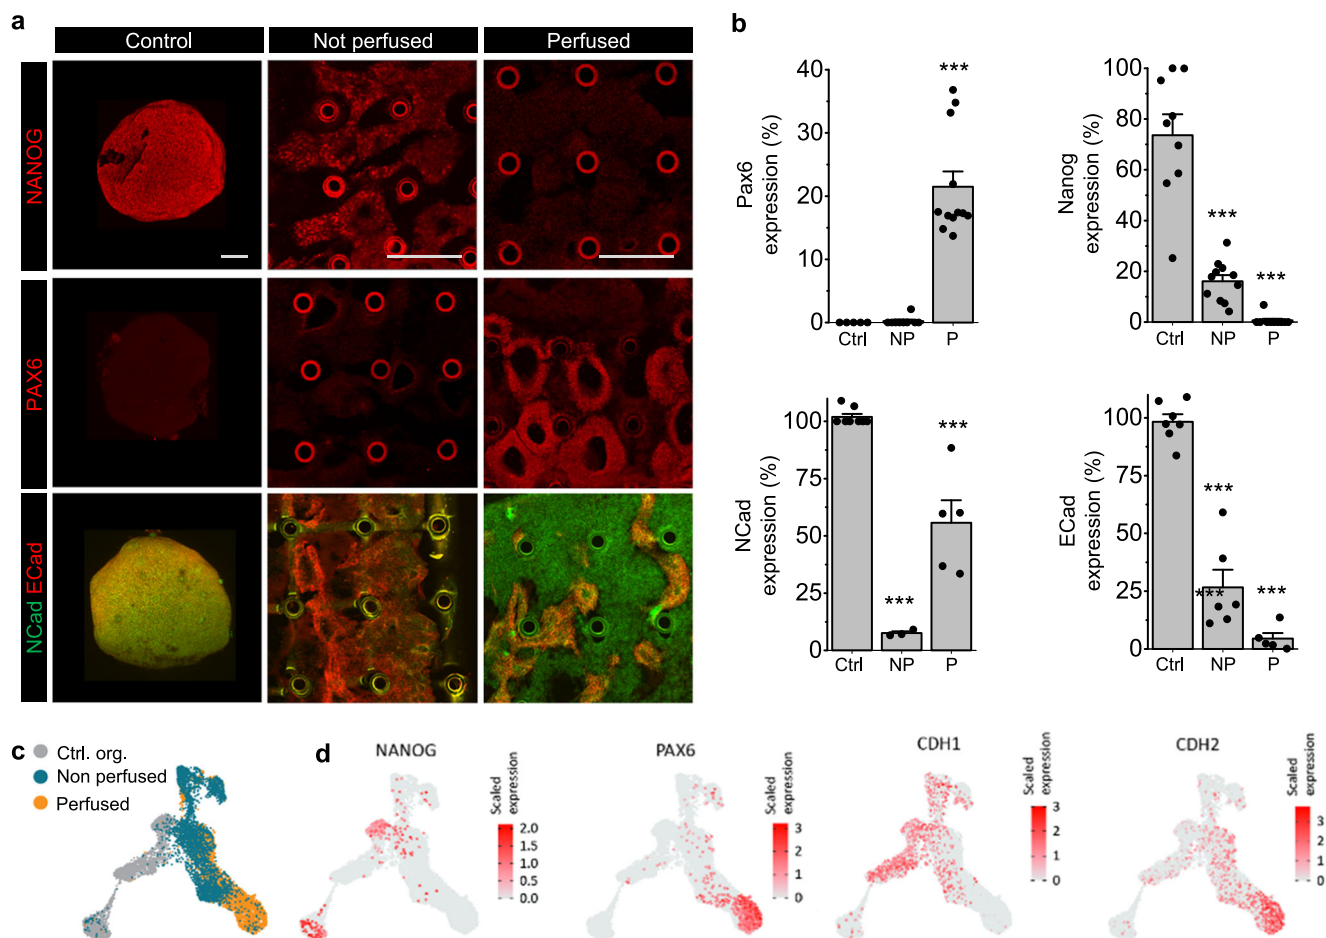 a
Control
Not perfused
Perfused
NANOG
PAX6
NCad ECad
b
Pax6
expression (%)
40
30
20
10
0
***
Ctrl
NP
P
Nanog
expression (%)
100
80
60
40
20
0
***
***
Ctrl
NP
P
NCad
expression (%)
100
75
50
25
0
***
***
Ctrl
NP
P
ECad
expression (%)
100
75
50
25
0
***
***
***
Ctrl
NP
P
c
Ctrl. org.
Non perfused
Perfused
d
NANOG
Scaled
expression
2.0
1.5
1.0
0.5
0.0
PAX6
Scaled
expression
3
2
1
0
CDH1
Scaled
expression
3
2
1
0
CDH2
Scaled
expression
3
2
1
0